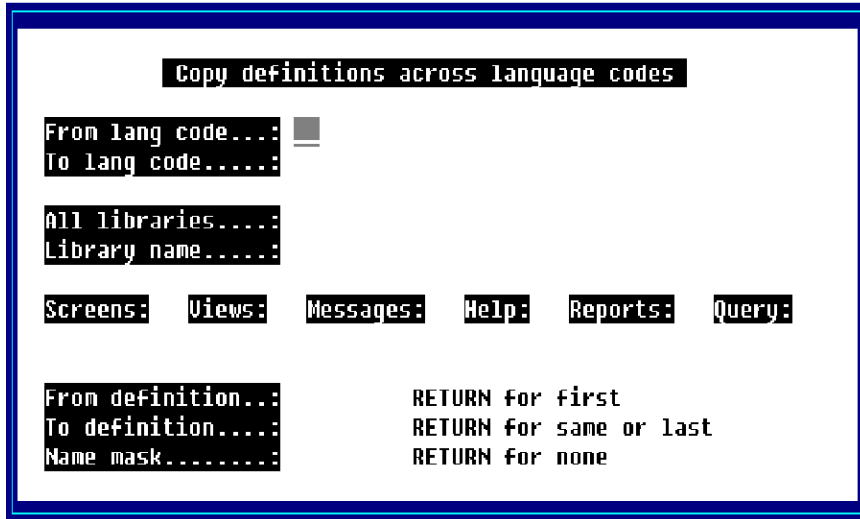 Copy definitions across language codes
From lang code...:
To lang code.....:
All libraries....:
Library name.....:
Screens: Views: Messages: Help: Reports: Query:
From definition..: RETURN for first
To definition....: RETURN for same or last
Name mask........: RETURN for none